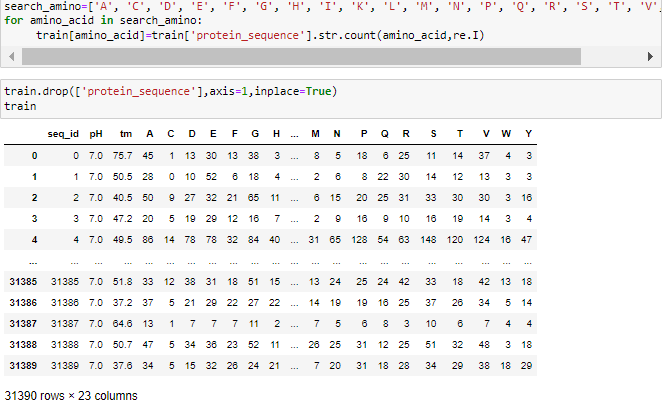 search_amino=['A', 'C', 'D', 'E', 'F', 'G', 'H', 'I', 'K', 'L', 'M', 'N', 'P', 'Q', 'R', 'S', 'T', 'V'
for amino_acid in search_amino:
train[amino_acid]=train['protein_sequence'].str.count(amino_acid,re.I)
train.drop(['protein_sequence'],axis=1,inplace=True)
train
seq_id pH tm A C D E F G H ... M N P Q R S T V W Y
0 0 7.0 75.7 45 1 13 30 13 38 3 ... 8 5 18 6 25 11 14 37 4 3
1 1 7.0 50.5 28 0 10 52 6 18 4 ... 2 6 8 22 30 14 12 13 3 3
2 2 7.0 40.5 50 9 27 32 21 65 11 ... 6 15 20 25 31 33 30 30 3 16
3 3 7.0 47.2 20 5 19 29 12 16 7 ... 2 9 16 9 10 16 19 14 3 4
4 4 7.0 49.5 86 14 78 78 32 84 40 ... 31 65 128 54 63 148 120 124 16 47
... ... ... ... ... ... ... ... ... ... ... ... ... ... ... ... ... ... ... ... ... ...
31385 31385 7.0 51.8 33 12 38 31 18 51 15 ... 13 24 25 24 42 33 18 42 13 18
31386 31386 7.0 37.2 37 5 21 29 22 27 22 ... 14 19 19 16 25 37 26 34 5 14
31387 31387 7.0 64.6 13 1 7 7 7 11 2 ... 7 5 6 8 3 10 6 7 4 4
31388 31388 7.0 50.7 47 5 34 36 23 52 11 ... 26 25 31 12 25 51 32 48 3 18
31389 31389 7.0 37.6 34 5 15 32 26 24 21 ... 7 20 31 18 28 34 29 38 18 29
31390 rows × 23 columns